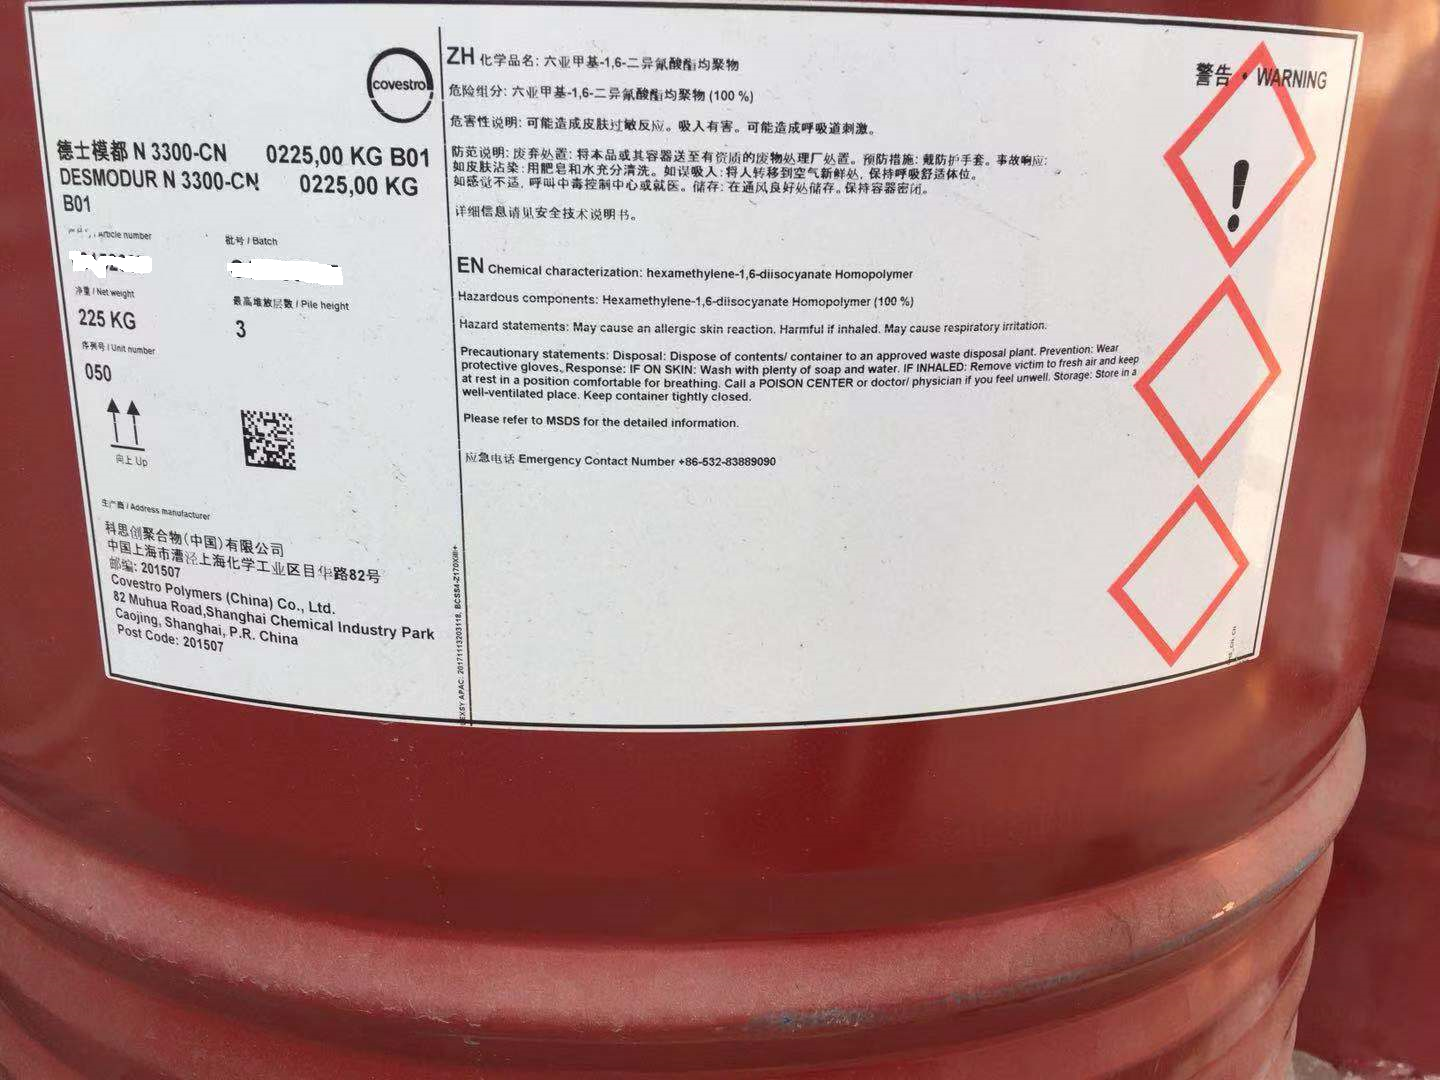 covestro
德士模都 N 3300-CN 0225,00 KG B01
DESMODUR N 3300-CN 0225,00 KG
B01
Article number
批号 / Batch
净重 / Net weight
最高堆放层数 / Pile height
225 KG
3
序列号 / Unit number
050
向上 Up
生产商 / Address manufacturer
科思创聚合物(中国)有限公司
中国上海市漕泾上海化学工业区目华路82号
邮编: 201507
Covestro Polymers (China) Co., Ltd.
82 Muhua Road,Shanghai Chemical Industry Park
Caojing, Shanghai, P.R. China
Post Code: 201507
ZH 化学品名: 六亚甲基-1,6-二异氰酸酯均聚物
危险组分: 六亚甲基-1,6-二异氰酸酯均聚物 (100 %)
危害性说明: 可能造成皮肤过敏反应。吸入有害。可能造成呼吸道刺激。
防范说明: 废弃处置: 将本品或其容器送至有资质的废物处理厂处置。预防措施: 戴防护手套。事故响应:
如皮肤沾染: 用肥皂和水充分清洗。如误吸入: 将人转移到空气新鲜处, 保持呼吸舒适体位。
如感觉不适, 呼叫中毒控制中心或就医。储存: 在通风良好处储存。保持容器密闭。
详细信息请见安全技术说明书。
EN Chemical characterization: hexamethylene-1,6-diisocyanate Homopolymer
Hazardous components: Hexamethylene-1,6-diisocyanate Homopolymer (100 %)
Hazard statements: May cause an allergic skin reaction. Harmful if inhaled. May cause respiratory irritation.
Precautionary statements: Disposal: Dispose of contents/ container to an approved waste disposal plant. Prevention: Wear
protective gloves. Response: IF ON SKIN: Wash with plenty of soap and water. IF INHALED: Remove victim to fresh air and keep
at rest in a position comfortable for breathing. Call a POISON CENTER or doctor/ physician if you feel unwell. Storage: Store in a
well-ventilated place. Keep container tightly closed.
Please refer to MSDS for the detailed information.
应急电话 Emergency Contact Number +86-532-83889090
警告 • WARNING
APAC: 20171113203118,